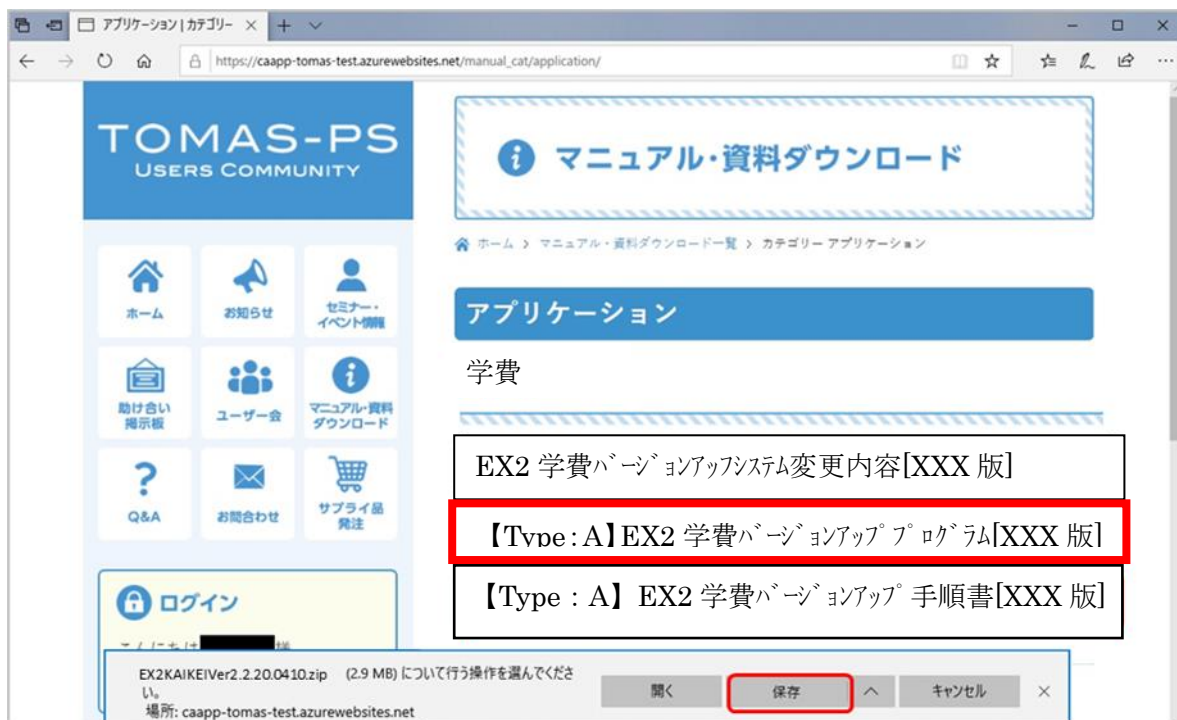 アプリケーション | カテゴリー
https://caapp-tomas-test.azurewebsites.net/manual_cat/application/
TOMAS-PS
USERS COMMUNITY
マニュアル・資料ダウンロード
ホーム > マニュアル・資料ダウンロード一覧 > カテゴリー アプリケーション
ホーム
お知らせ
セミナー・
イベント情報
助け合い
掲示板
ユーザー会
マニュアル・資料
ダウンロード
Q&A
お問合わせ
サプライ品
発注
アプリケーション
学費
EX2 学費バージョンアップシステム変更内容[XXX 版]
【Type:A】EX2 学費バージョンアッププログラム[XXX 版]
【Type:A】EX2 学費バージョンアップ手順書[XXX 版]
ログイン
こんにちは 様
EX2KAIKEIVer2.2.20.0410.zip (2.9 MB) について行う操作を選んでくださ
い。
場所: caapp-tomas-test.azurewebsites.net
開く
保存
キャンセル